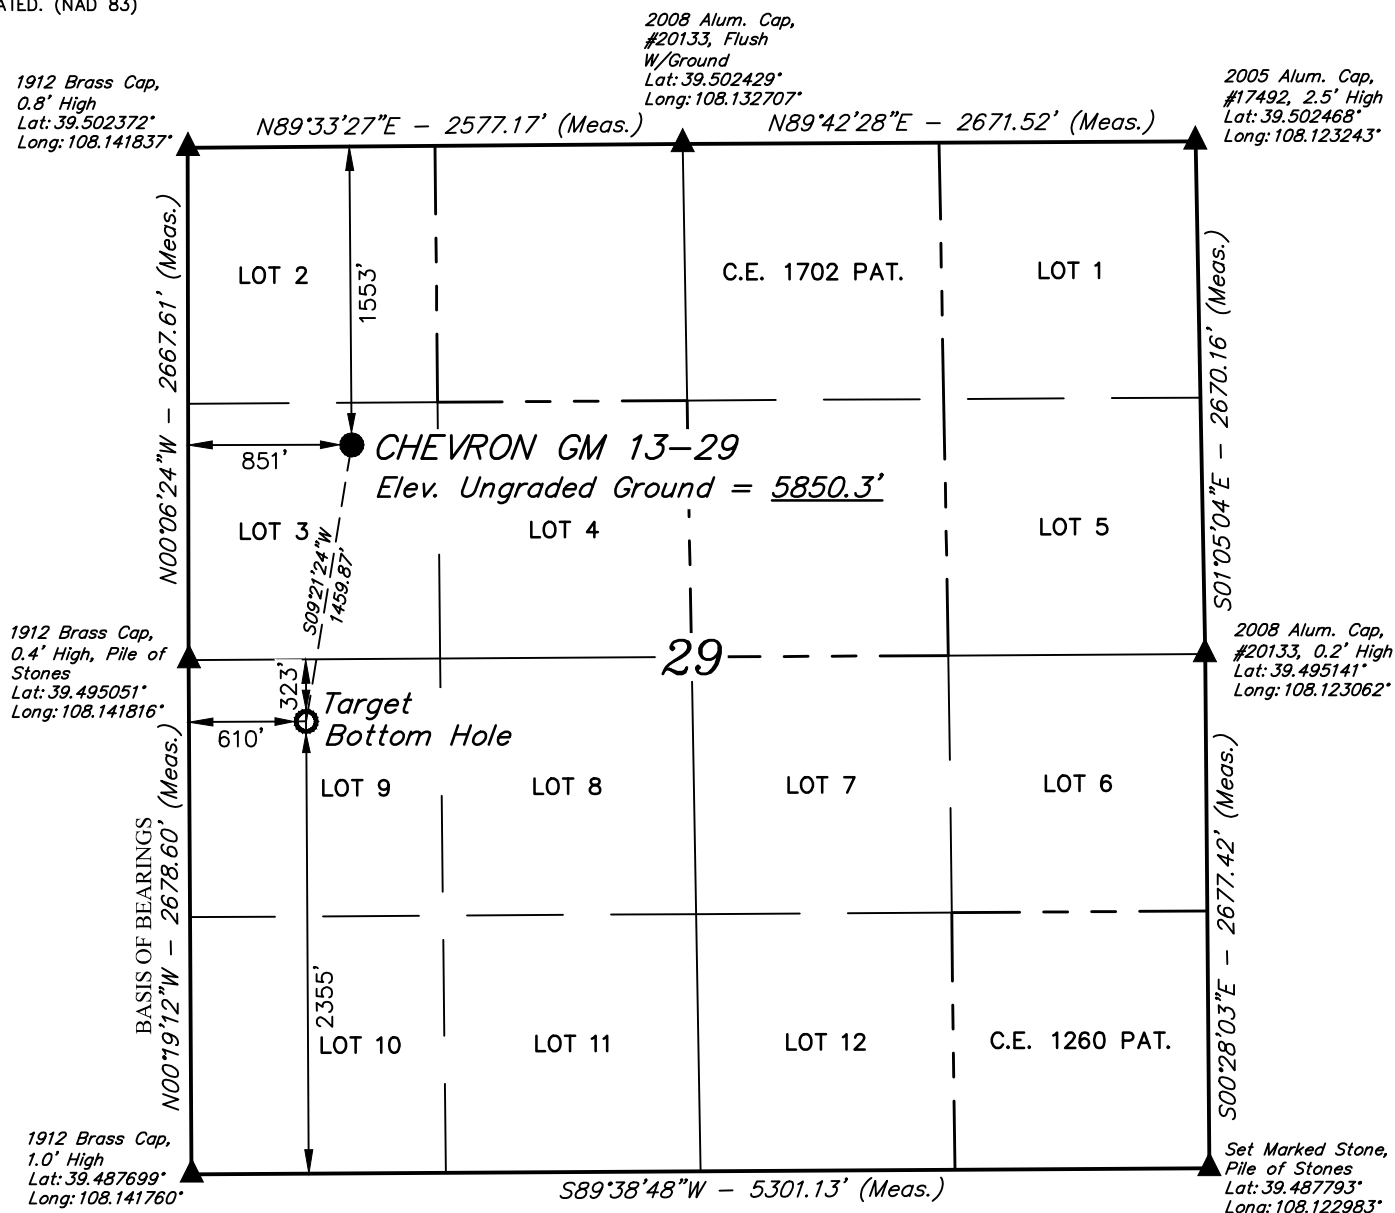 ATED. (NAD 83)
2008 Alum. Cap,
#20133, Flush
W/Ground
Lat: 39.502429°
Long: 108.132707°
1912 Brass Cap,
0.8' High
Lat: 39.502372°
Long: 108.141837°
2005 Alum. Cap,
#17492, 2.5' High
Lat: 39.502468°
Long: 108.123243°
N89°33'27"E - 2577.17' (Meas.)
N89°42'28"E - 2671.52' (Meas.)
N00°06'24"W - 2667.61' (Meas.)
LOT 2
1553'
C.E. 1702 PAT.
LOT 1
S01°05'04"E - 2670.16' (Meas.)
851'
CHEVRON GM 13-29
Elev. Ungraded Ground = 5850.3'
LOT 3
S09°21'24"W
1459.87'
LOT 4
LOT 5
1912 Brass Cap,
0.4' High, Pile of
Stones
Lat: 39.495051°
Long: 108.141816°
29
2008 Alum. Cap,
#20133, 0.2' High
Lat: 39.495141°
Long: 108.123062°
323'
610'
Target
Bottom Hole
LOT 9
LOT 8
LOT 7
LOT 6
BASIS OF BEARINGS
N00°19'12"W - 2678.60' (Meas.)
S00°28'03"E - 2677.42' (Meas.)
2355'
LOT 10
LOT 11
LOT 12
C.E. 1260 PAT.
1912 Brass Cap,
1.0' High
Lat: 39.487699°
Long: 108.141760°
S89°38'48"W - 5301.13' (Meas.)
Set Marked Stone,
Pile of Stones
Lat: 39.487793°
Long: 108.122983°